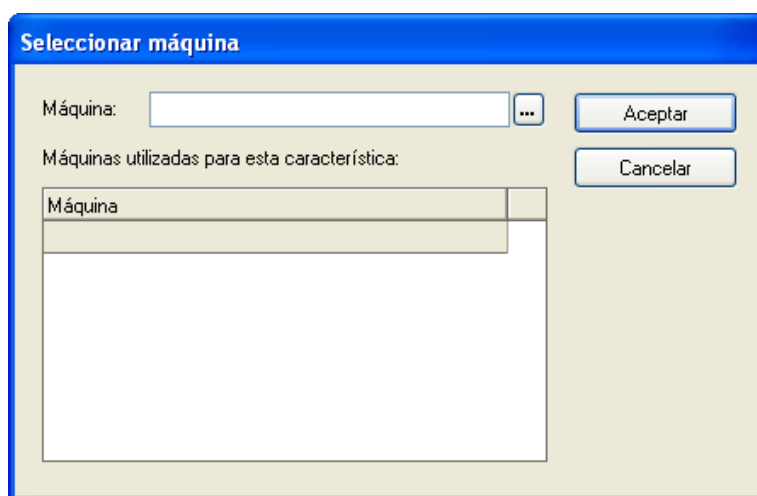 Seleccionar máquina
Máquina: ... Aceptar
Máquinas utilizadas para esta característica: Cancelar
Máquina